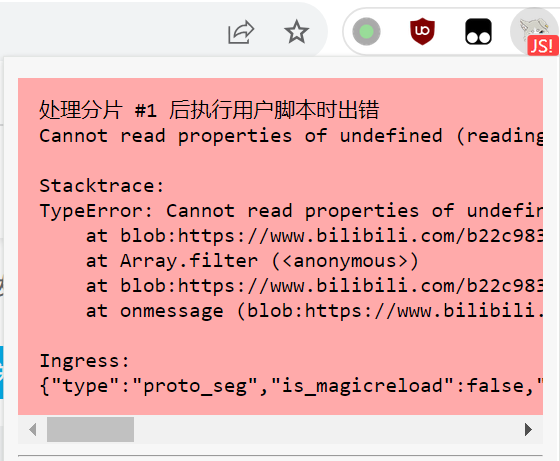 JS!
处理分片 #1 后执行用户脚本时出错
Cannot read properties of undefined (reading
Stacktrace:
TypeError: Cannot read properties of undefin
at blob:https://www.bilibili.com/b22c983
at Array.filter (<anonymous>)
at blob:https://www.bilibili.com/b22c983
at onmessage (blob:https://www.bilibili.
Ingress:
{"type":"proto_seg","is_magicreload":false,"